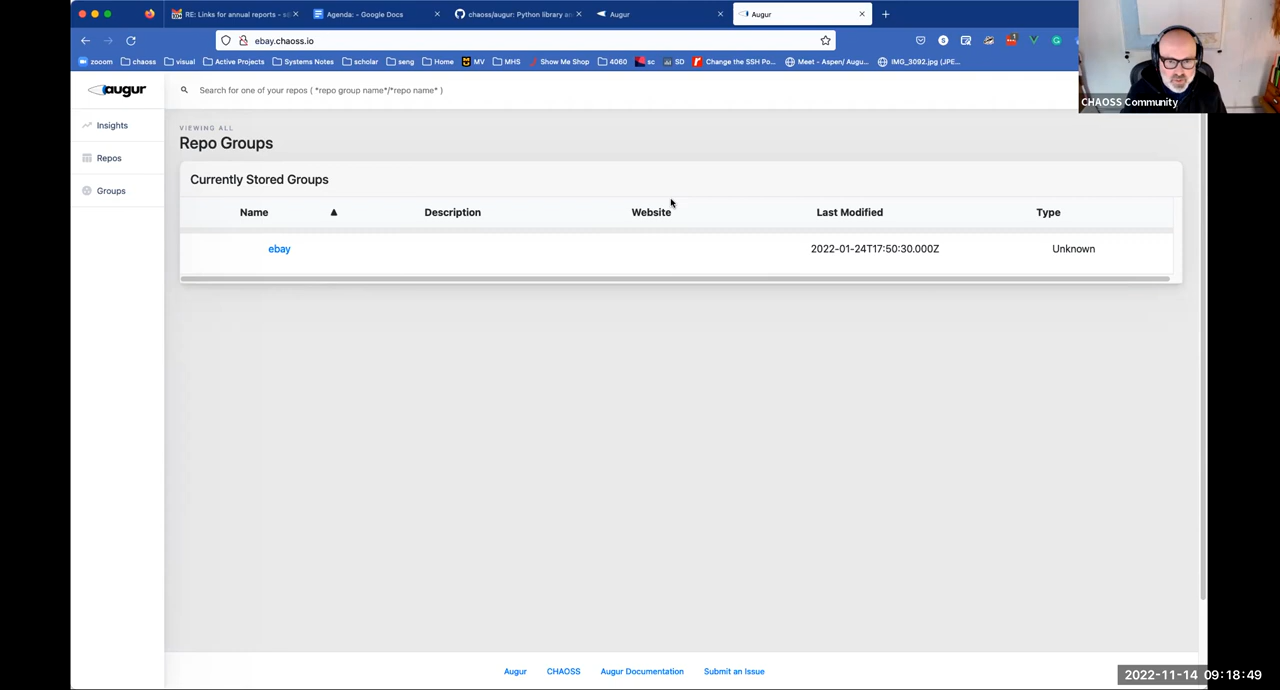 RE: Links for annual reports - s
Agenda: - Google Docs
chaoss/augur: Python library a
Augur
Augur
ebay.chaoss.io
zooom
chaoss
visual
Active Projects
Systems Notes
scholar
seng
Home
MV
MHS
Show Me Shop
4060
sc
SD
Change the SSH Po...
Meet - Aspen/ Augu...
IMG_3092.jpg (JPE...
CHAOSS Community
augur
Search for one of your repos ( *repo group name*/*repo name* )
Insights
Repos
Groups
VIEWING ALL
Repo Groups
Currently Stored Groups
Name ▲ Description Website Last Modified Type
ebay 2022-01-24T17:50:30.000Z Unknown
Augur CHAOSS Augur Documentation Submit an Issue
2022-11-14 09:18:49